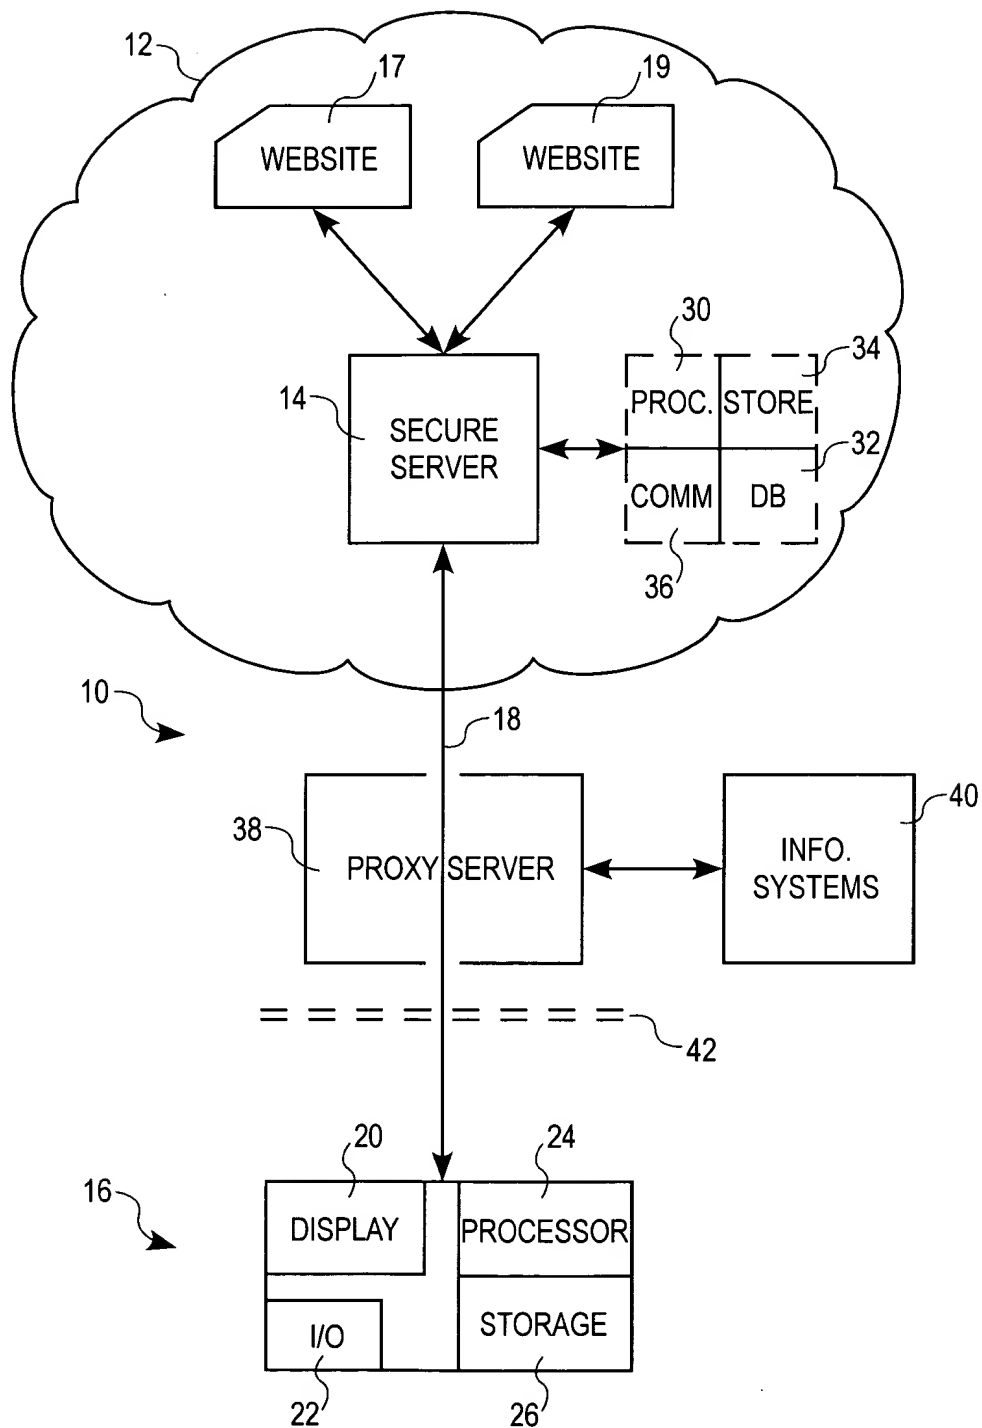 12
17
19
WEBSITE
WEBSITE
30
34
14
SECURE
SERVER
PROC.
STORE
32
COMM
DB
36
10
18
38
PROXY SERVER
INFO.
SYSTEMS
40
42
20
24
16
DISPLAY
PROCESSOR
I/O
STORAGE
22
26